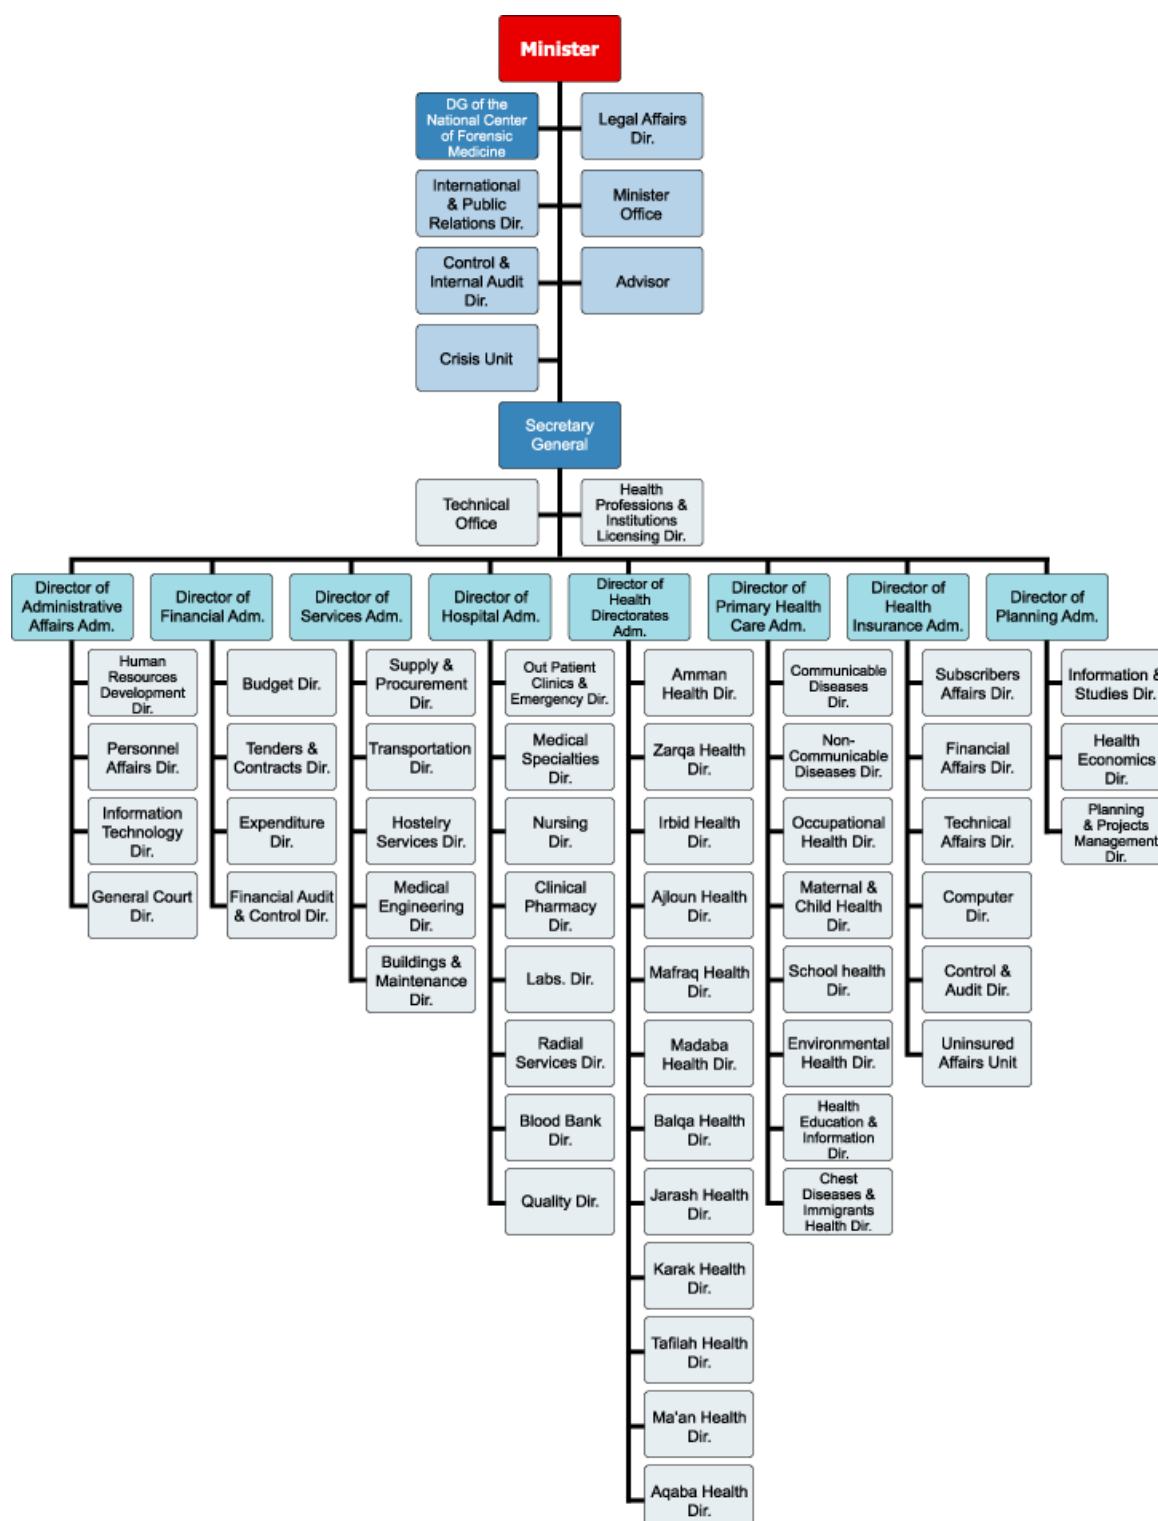 Minister
DG of the
National Center
of Forensic
Medicine
Legal Affairs
Dir.
International
& Public
Relations Dir.
Minister
Office
Control &
Internal Audit
Dir.
Advisor
Crisis Unit
Secretary
General
Technical
Office
Health
Professions &
Institutions
Licensing Dir.
Director of
Administrative
Affairs Adm.
Director of
Financial Adm.
Director of
Services Adm.
Director of
Hospital Adm.
Director of
Health
Directorates
Adm.
Director of
Primary Health
Care Adm.
Director of
Health
Insurance Adm.
Director of
Planning Adm.
Human
Resources
Development
Dir.
Personnel
Affairs Dir.
Information
Technology
Dir.
General Court
Dir.
Budget Dir.
Tenders &
Contracts Dir.
Expenditure
Dir.
Financial Audit
& Control Dir.
Supply &
Procurement
Dir.
Transportation
Dir.
Hostelry
Services Dir.
Medical
Engineering
Dir.
Buildings &
Maintenance
Dir.
Out Patient
Clinics &
Emergency Dir.
Medical
Specialties
Dir.
Nursing
Dir.
Clinical
Pharmacy
Dir.
Labs. Dir.
Radial
Services Dir.
Blood Bank
Dir.
Quality Dir.
Amman
Health Dir.
Zarqa Health
Dir.
Irbid Health
Dir.
Ajloun Health
Dir.
Mafraq Health
Dir.
Madaba
Health Dir.
Balqa Health
Dir.
Jarash Health
Dir.
Karak Health
Dir.
Tafilah Health
Dir.
Ma'an Health
Dir.
Aqaba Health
Dir.
Communicable
Diseases
Dir.
Non-
Communicable
Diseases Dir.
Occupational
Health Dir.
Maternal &
Child Health
Dir.
School health
Dir.
Environmental
Health Dir.
Health
Education &
Information
Dir.
Chest
Diseases &
Immigrants
Health Dir.
Subscribers
Affairs Dir.
Financial
Affairs Dir.
Technical
Affairs Dir.
Computer
Dir.
Control &
Audit Dir.
Uninsured
Affairs Unit
Information &
Studies Dir.
Health
Economics
Dir.
Planning
& Projects
Management
Dir.